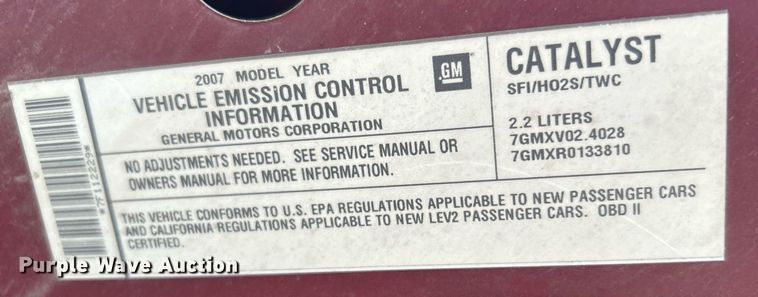 2007 MODEL YEAR
VEHICLE EMISSION CONTROL
INFORMATION
GENERAL MOTORS CORPORATION
GM
NO ADJUSTMENTS NEEDED. SEE SERVICE MANUAL OR
OWNERS MANUAL FOR MORE INFORMATION.
CATALYST
SFI/HO2S/TWC
2.2 LITERS
7GMXV02.4028
7GMXR0133810
THIS VEHICLE CONFORMS TO U.S. EPA REGULATIONS APPLICABLE TO NEW PASSENGER CARS
AND CALIFORNIA REGULATIONS APPLICABLE TO NEW LEV2 PASSENGER CARS. OBD II
CERTIFIED.
*7F112229*
Purple Wave Auction